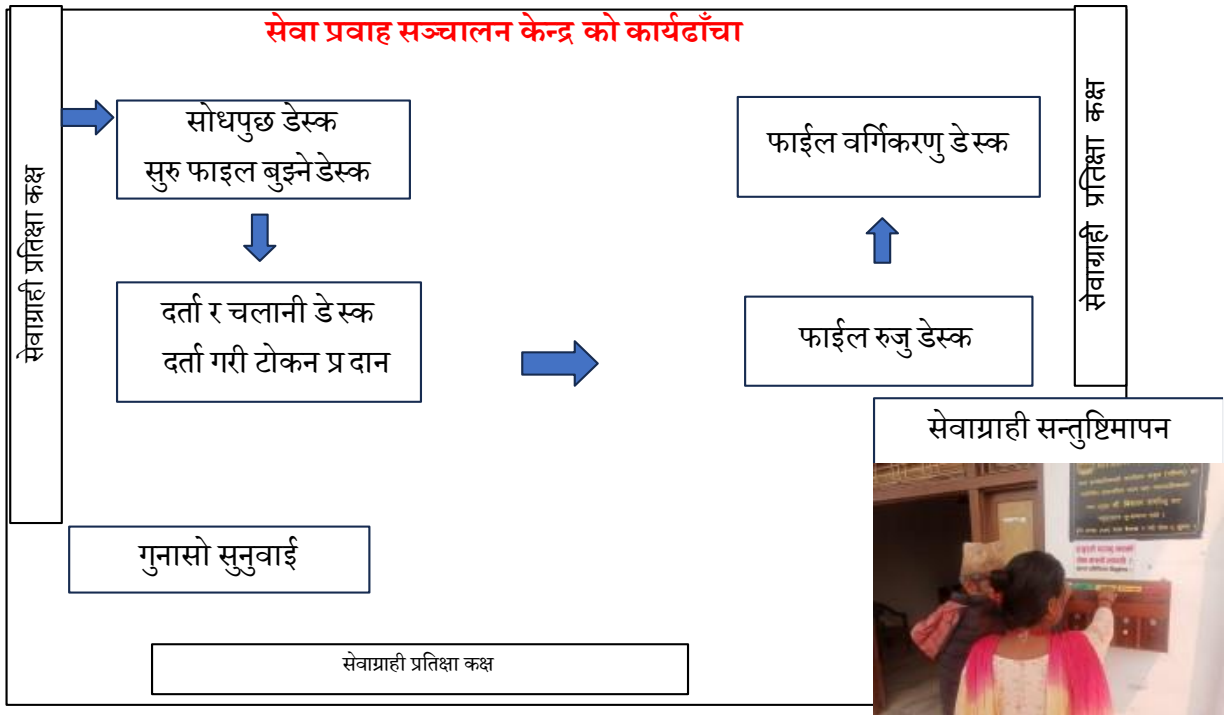 सेवा प्रवाह सञ्चालन केन्द्र को कार्यढाँचा
सेवाग्राही प्रतिक्षा कक्ष
सोधपुछ डेस्क
सुरु फाइल बुझ्ने डेस्क
दर्ता र चलानी डेस्क
दर्ता गरी टोकन प्रदान
फाईल वर्गिकरणु डेस्क
फाईल रुजु डेस्क
सेवाग्राही प्रतिक्षा कक्ष
सेवाग्राही सन्तुष्टिमापन
गुनासो सुनुवाई
सेवाग्राही प्रतिक्षा कक्ष